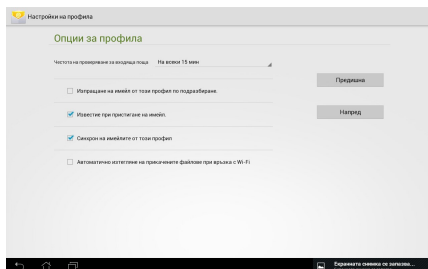 Настройки на профила
Опции за профила
Честота на проверяване за входяща поща На всеки 15 мин
Предишна
Изпращане на имейл от този профил по подразбиране.
Известие при пристигане на имейл.
Напред
Синхрон на имейлите от този профил
Автоматично изтегляне на прикачените файлове при връзка с Wi-Fi
Екранната снимка се запазва...